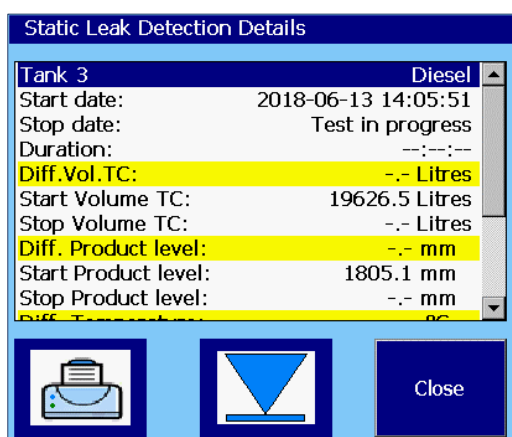 Static Leak Detection Details
Tank 3 Diesel
Start date: 2018-06-13 14:05:51
Stop date: Test in progress
Duration: --:--:--
Diff.Vol.TC: -.- Litres
Start Volume TC: 19626.5 Litres
Stop Volume TC: -.- Litres
Diff. Product level: -.- mm
Start Product level: 1805.1 mm
Stop Product level: -.- mm
Close